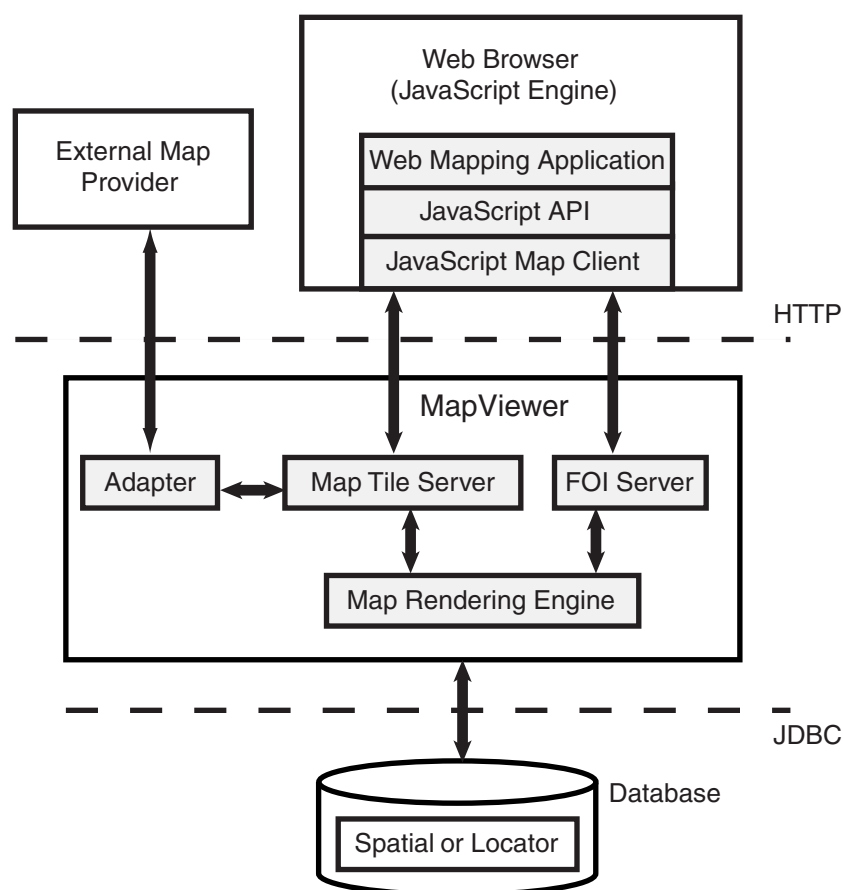 Web Browser
(JavaScript Engine)
External Map
Provider
Web Mapping Application
JavaScript API
JavaScript Map Client
HTTP
MapViewer
Adapter
Map Tile Server
FOI Server
Map Rendering Engine
JDBC
Database
Spatial or Locator